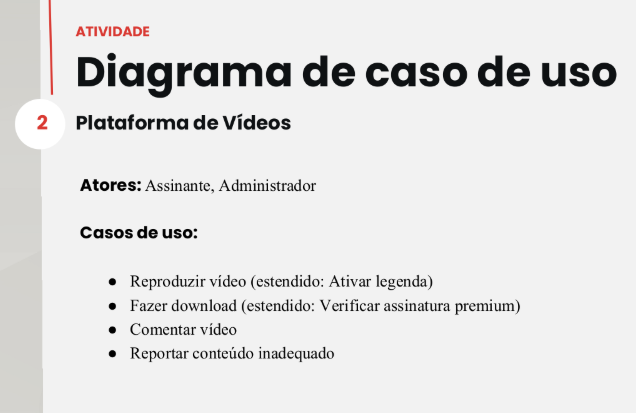 ATIVIDADE
Diagrama de caso de uso
2 Plataforma de Vídeos
Atores: Assinante, Administrador
Casos de uso:
● Reproduzir vídeo (estendido: Ativar legenda)
● Fazer download (estendido: Verificar assinatura premium)
● Comentar vídeo
● Reportar conteúdo inadequado